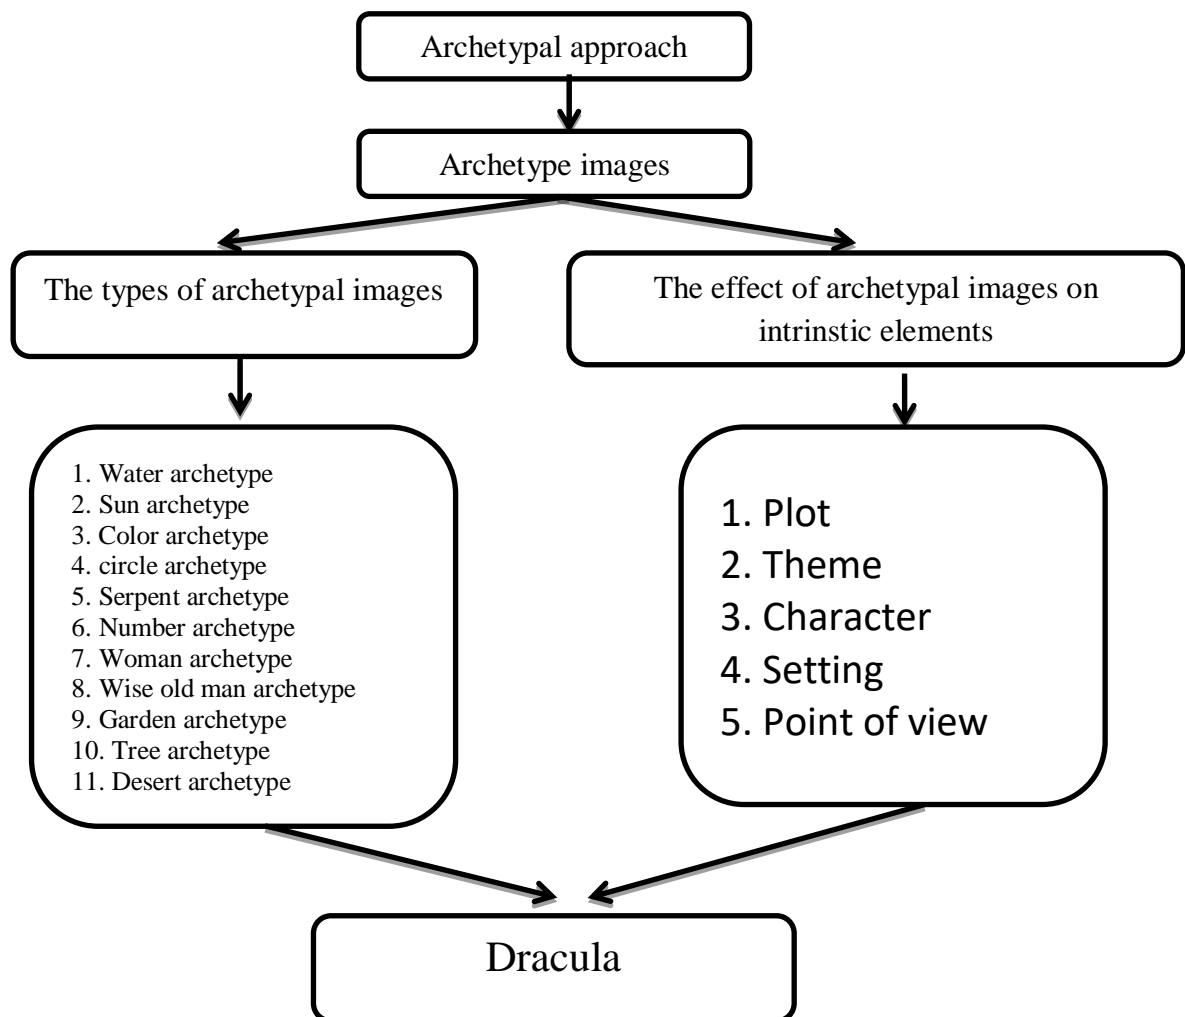 Archetypal approach
Archetype images
The types of archetypal images
The effect of archetypal images on
intrinstic elements
1. Water archetype
2. Sun archetype
3. Color archetype
4. circle archetype
5. Serpent archetype
6. Number archetype
7. Woman archetype
8. Wise old man archetype
9. Garden archetype
10. Tree archetype
11. Desert archetype
1. Plot
2. Theme
3. Character
4. Setting
5. Point of view
Dracula